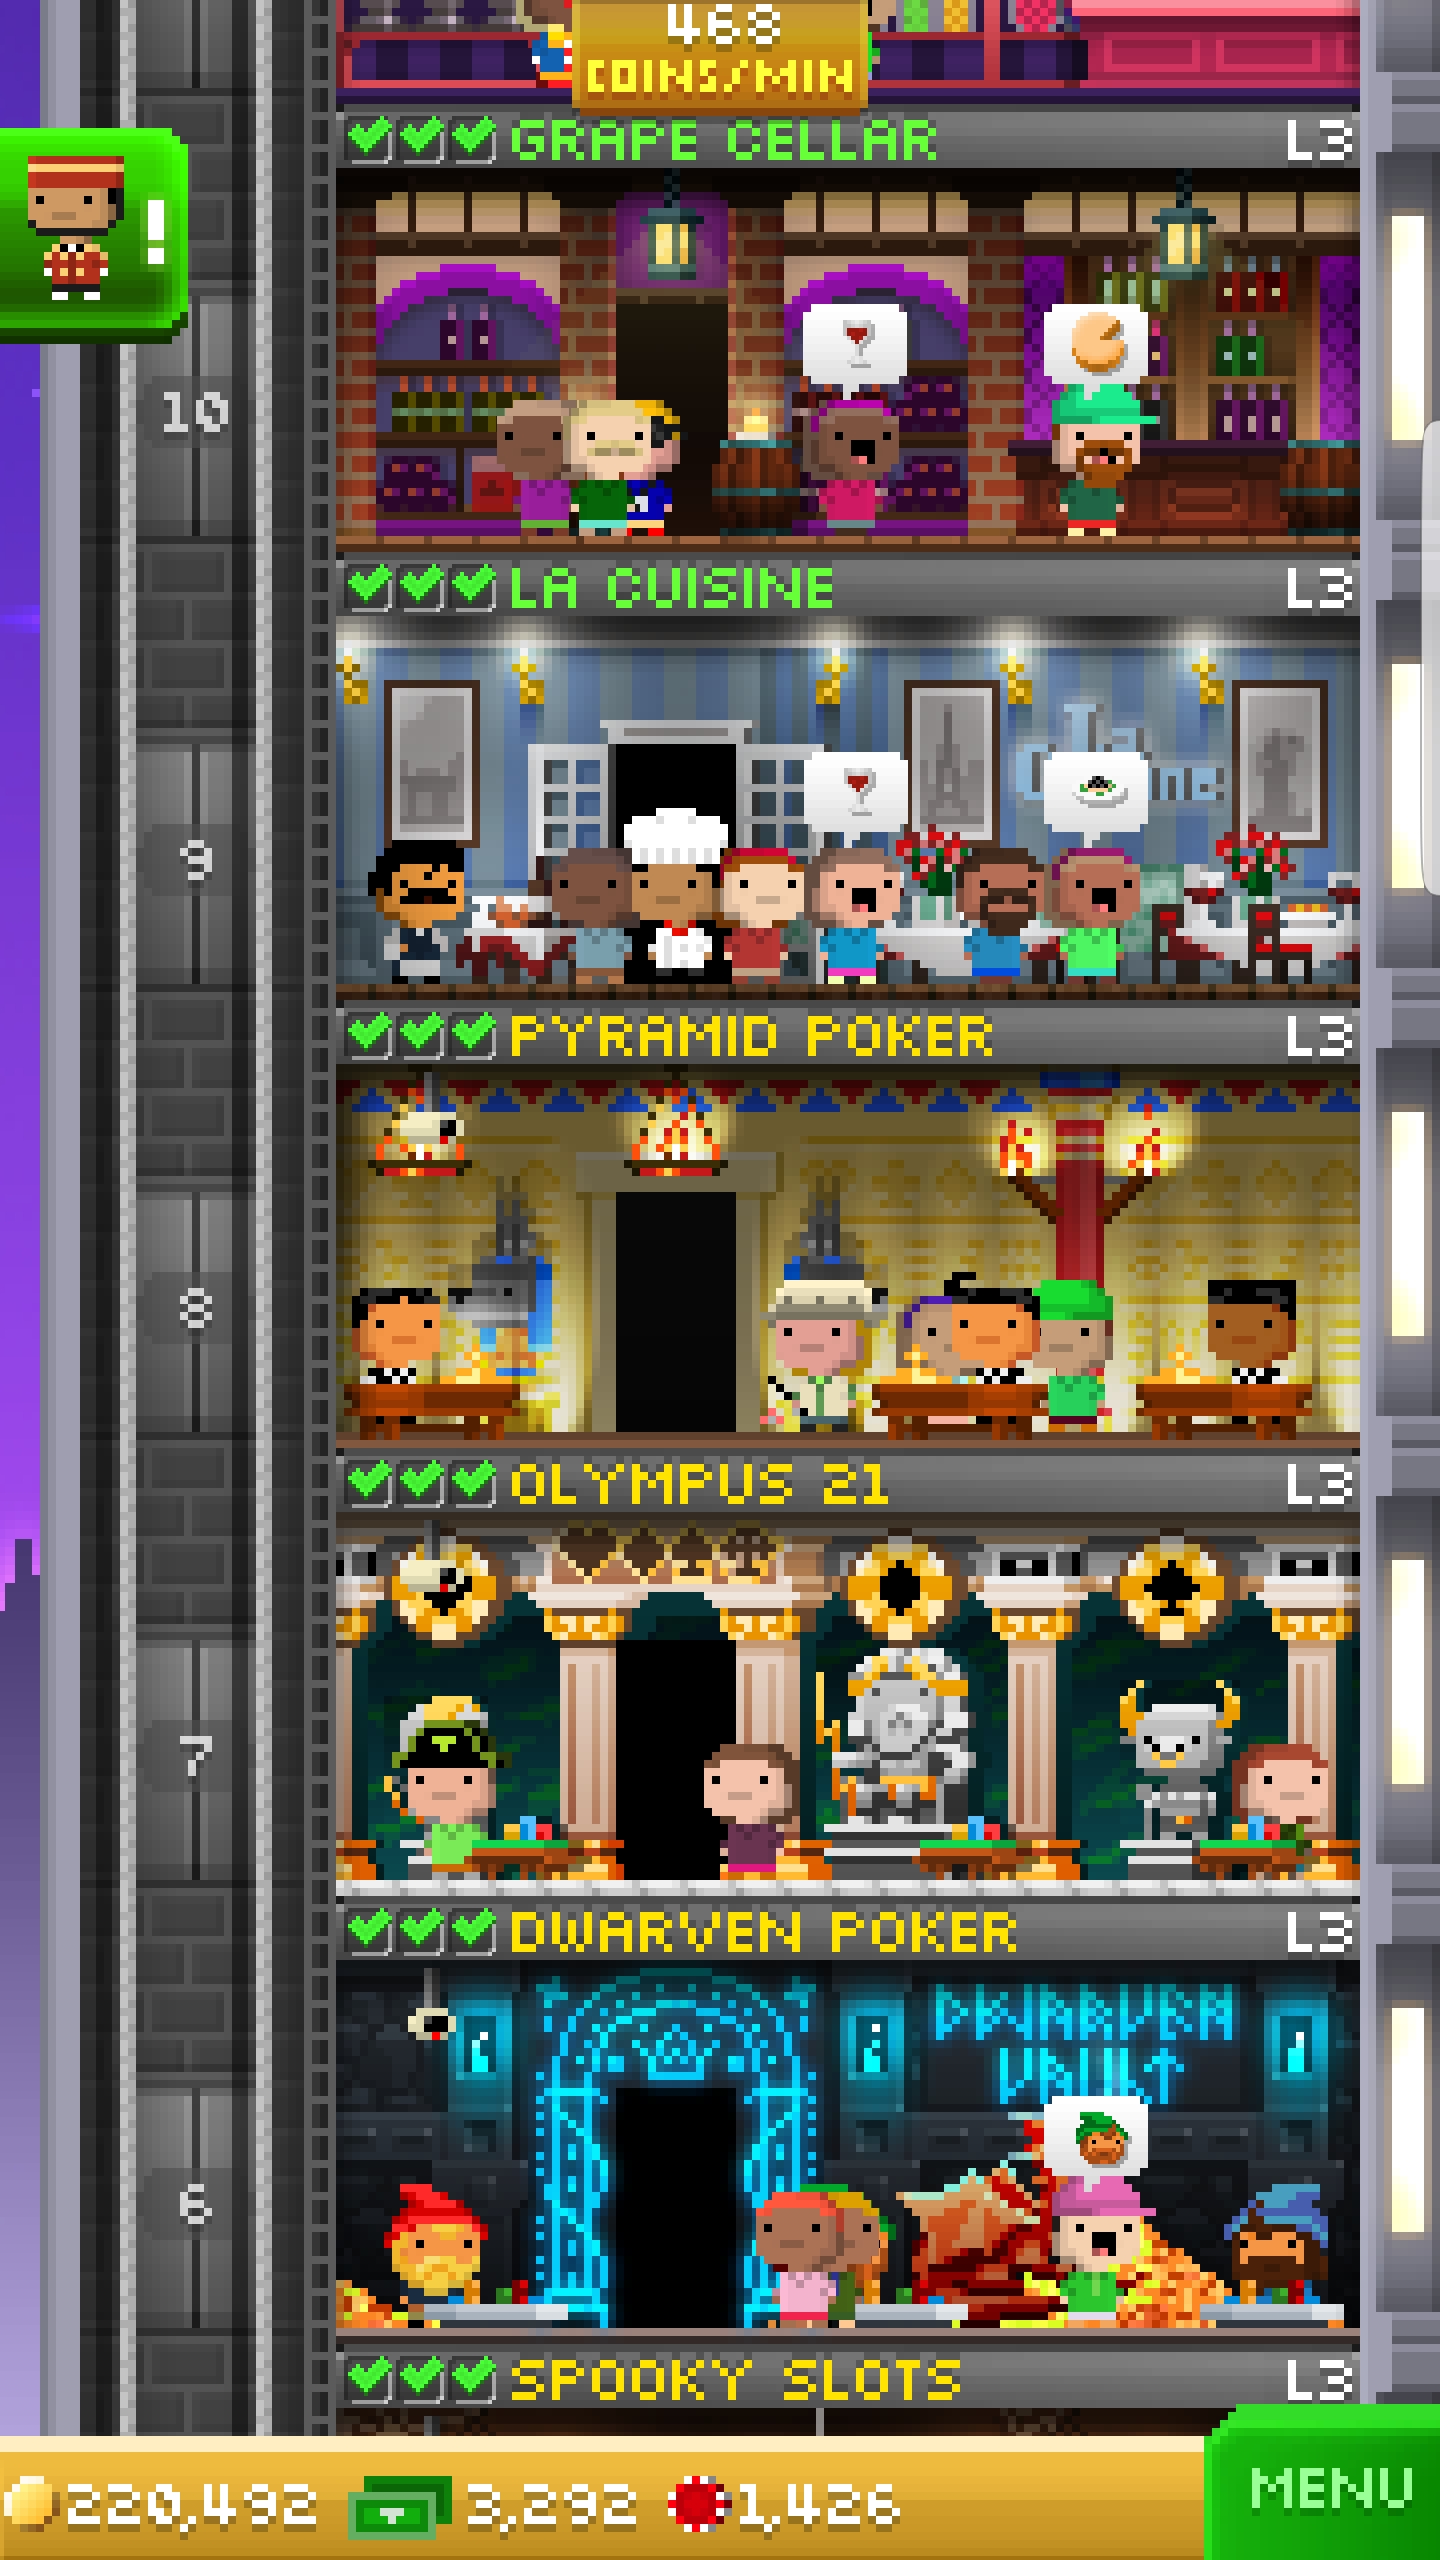 468
COINS/MIN
GRAPE CELLAR L3
!
10
LA CUISINE L3
La
9
PYRAMID POKER L3
8
OLYMPUS 21 L3
7
DWARVEN POKER L3
DWARVEN
VAULT
6
SPOOKY SLOTS L3
220,492 3,292 1,426
MENU